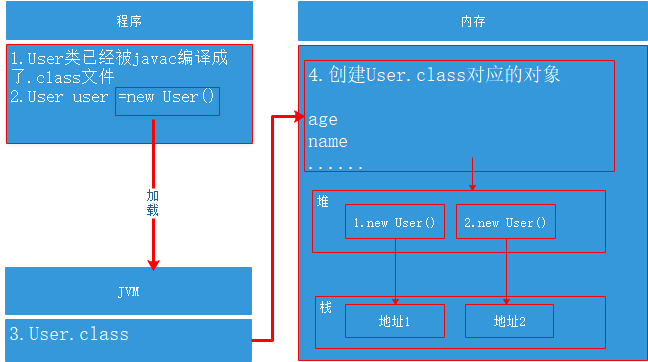 程序
1.User类已经被javac编译成
了.class文件
2.User user =new User()
加载
JVM
3.User.class
内存
4.创建User.class对应的对象
age
name
......
堆
1.new User()
2.new User()
栈
地址1
地址2